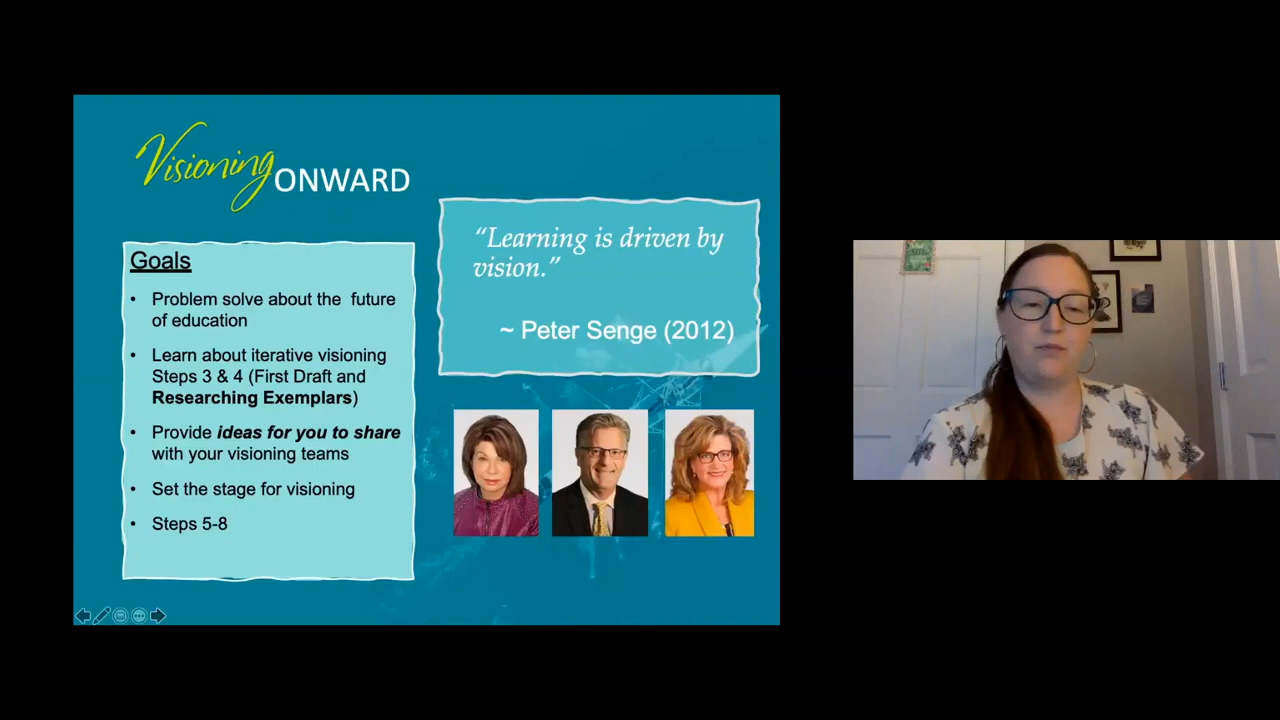 Visioning ONWARD
Goals
• Problem solve about the future
of education
• Learn about iterative visioning
Steps 3 & 4 (First Draft and
Researching Exemplars)
• Provide ideas for you to share
with your visioning teams
• Set the stage for visioning
• Steps 5-8
“Learning is driven by
vision.”
~ Peter Senge (2012)